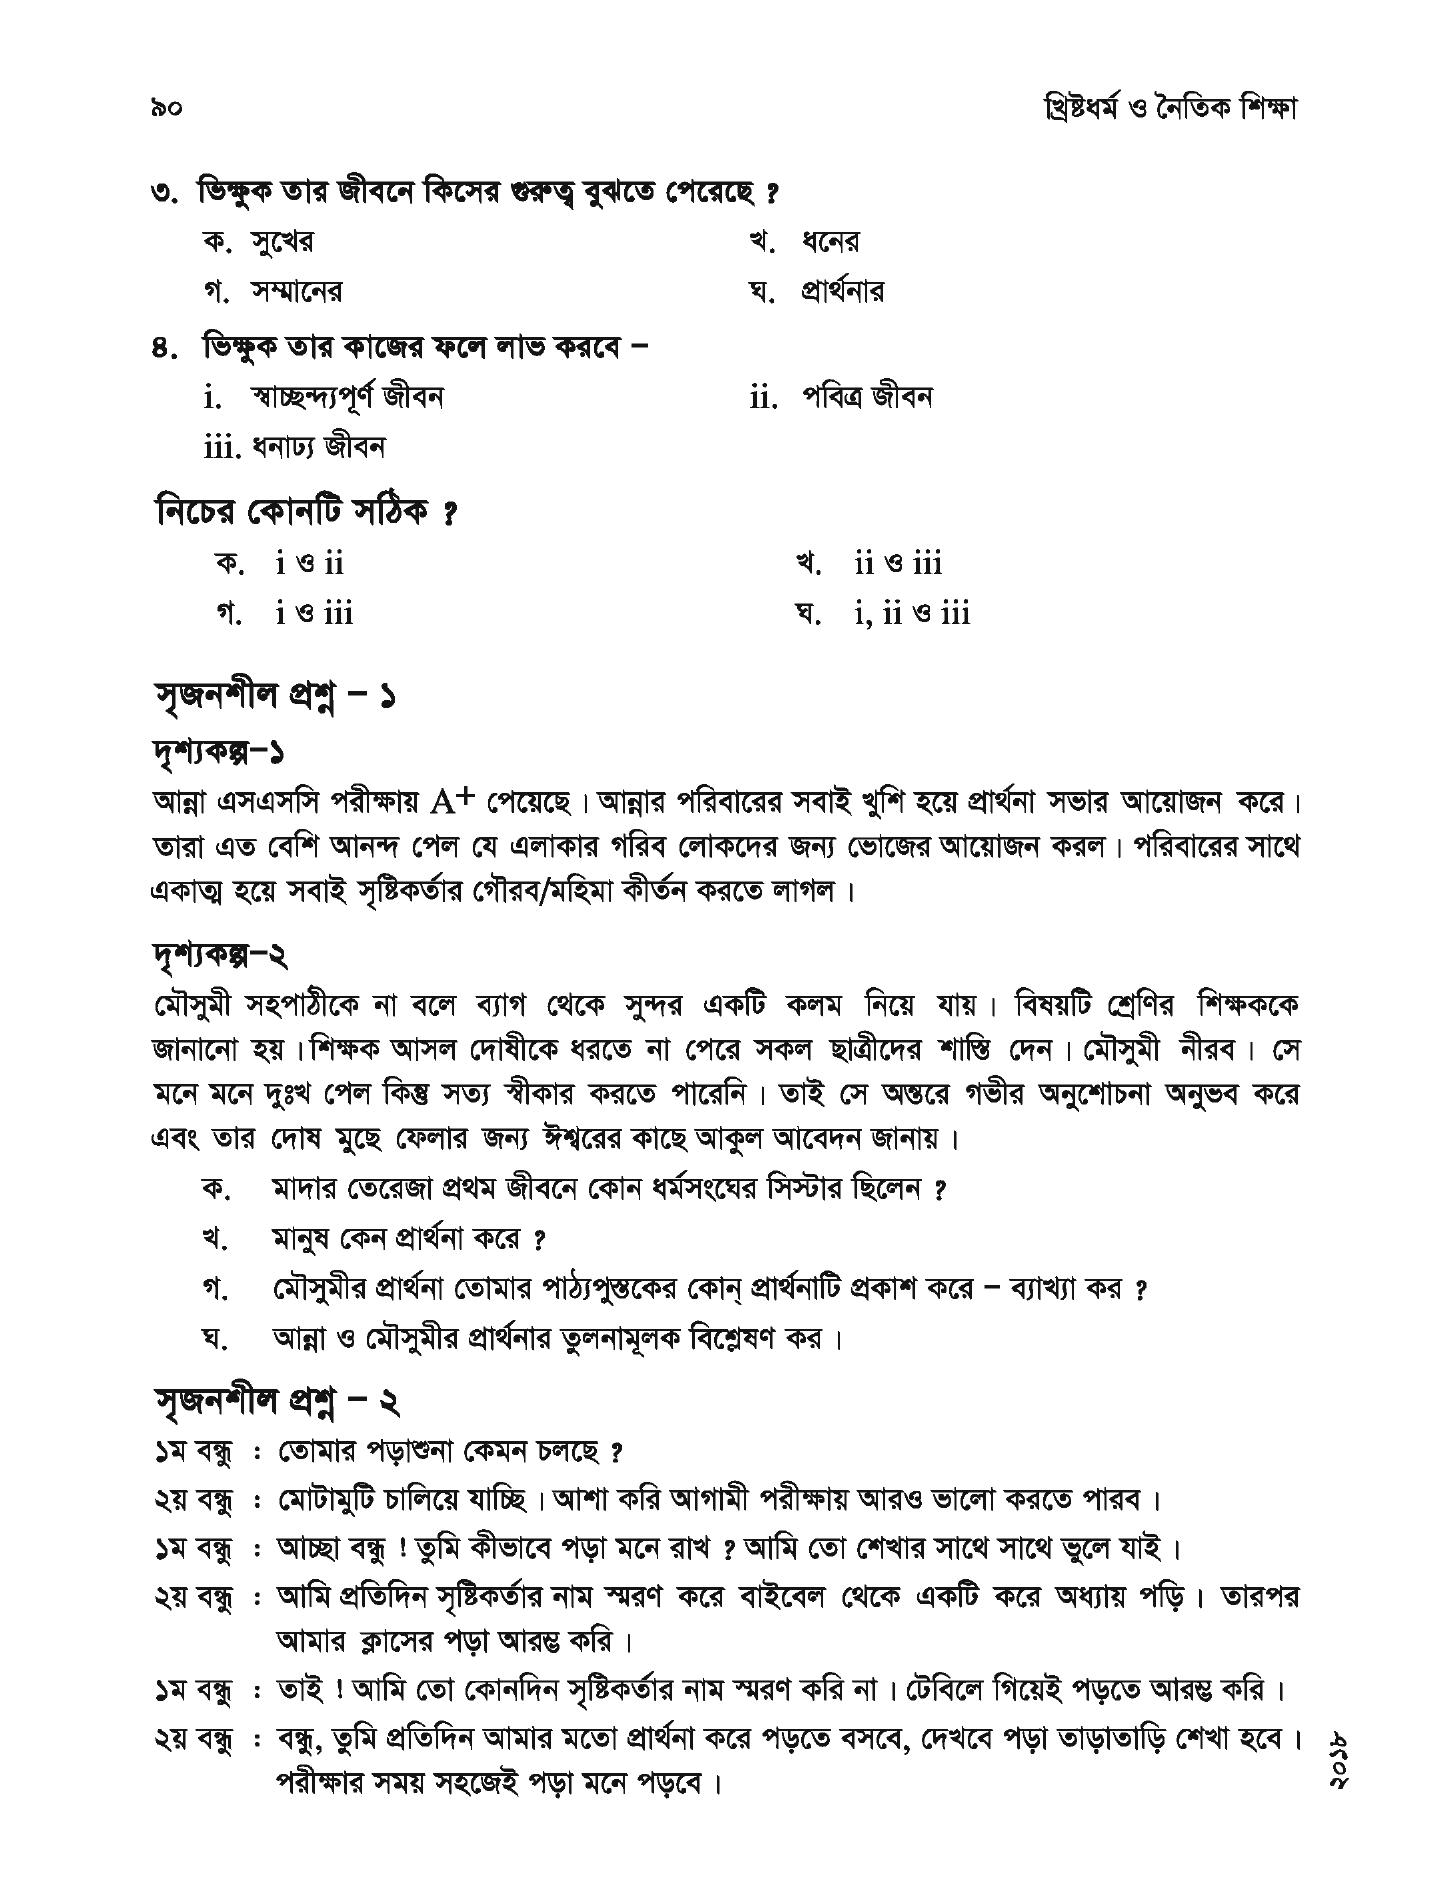 ৯০ খ্রিষ্টধর্ম ও নৈতিক শিক্ষা
৩. ভিক্ষুক তার জীবনে কিসের গুরুত্ব বুঝতে পেরেছে ?
ক. সুখের খ. ধনের
গ. সম্মানের ঘ. প্রার্থনার
৪. ভিক্ষুক তার কাজের ফলে লাভ করবে –
i. স্বাচ্ছন্দ্যপূর্ণ জীবন ii. পবিত্র জীবন
iii. ধনাঢ্য জীবন
নিচের কোনটি সঠিক ?
ক. i ও ii খ. ii ও iii
গ. i ও iii ঘ. i, ii ও iii
সৃজনশীল প্রশ্ন – ১
দৃশ্যকল্প–১
আন্না এসএসসি পরীক্ষায় A+ পেয়েছে। আন্নার পরিবারের সবাই খুশি হয়ে প্রার্থনা সভার আয়োজন করে।
তারা এত বেশি আনন্দ পেল যে এলাকার গরিব লোকদের জন্য ভোজের আয়োজন করল। পরিবারের সাথে
একাত্ম হয়ে সবাই সৃষ্টিকর্তার গৌরব/মহিমা কীর্তন করতে লাগল।
দৃশ্যকল্প–২
মৌসুমী সহপাঠীকে না বলে ব্যাগ থেকে সুন্দর একটি কলম নিয়ে যায়। বিষয়টি শ্রেণির শিক্ষককে
জানানো হয়। শিক্ষক আসল দোষীকে ধরতে না পেরে সকল ছাত্রীদের শাস্তি দেন। মৌসুমী নীরব। সে
মনে মনে দুঃখ পেল কিন্তু সত্য স্বীকার করতে পারেনি। তাই সে অন্তরে গভীর অনুশোচনা অনুভব করে
এবং তার দোষ মুছে ফেলার জন্য ঈশ্বরের কাছে আকুল আবেদন জানায়।
ক. মাদার তেরেজা প্রথম জীবনে কোন ধর্মসংঘের সিস্টার ছিলেন ?
খ. মানুষ কেন প্রার্থনা করে ?
গ. মৌসুমীর প্রার্থনা তোমার পাঠ্যপুস্তকের কোন্ প্রার্থনাটি প্রকাশ করে – ব্যাখ্যা কর ?
ঘ. আন্না ও মৌসুমীর প্রার্থনার তুলনামূলক বিশ্লেষণ কর।
সৃজনশীল প্রশ্ন – ২
১ম বন্ধু : তোমার পড়াশুনা কেমন চলছে ?
২য় বন্ধু : মোটামুটি চালিয়ে যাচ্ছি। আশা করি আগামী পরীক্ষায় আরও ভালো করতে পারব।
১ম বন্ধু : আচ্ছা বন্ধু ! তুমি কীভাবে পড়া মনে রাখ ? আমি তো শেখার সাথে সাথে ভুলে যাই।
২য় বন্ধু : আমি প্রতিদিন সৃষ্টিকর্তার নাম স্মরণ করে বাইবেল থেকে একটি করে অধ্যায় পড়ি। তারপর
আমার ক্লাসের পড়া আরম্ভ করি।
১ম বন্ধু : তাই ! আমি তো কোনদিন সৃষ্টিকর্তার নাম স্মরণ করি না। টেবিলে গিয়েই পড়তে আরম্ভ করি।
২য় বন্ধু : বন্ধু, তুমি প্রতিদিন আমার মতো প্রার্থনা করে পড়তে বসবে, দেখবে পড়া তাড়াতাড়ি শেখা হবে।
পরীক্ষার সময় সহজেই পড়া মনে পড়বে।
২০১৮